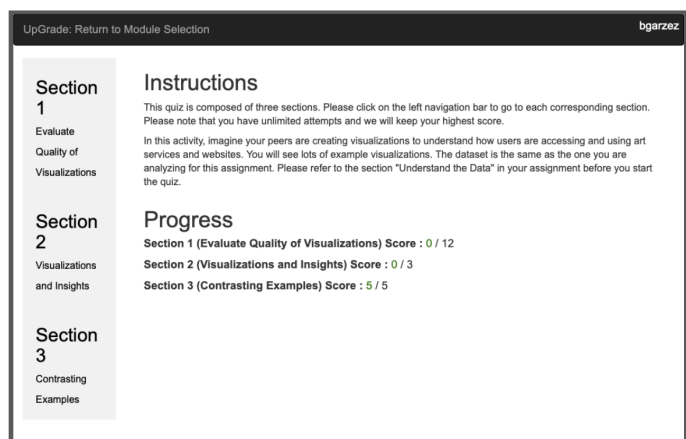 UpGrade: Return to Module Selection
bgarzez
Section
1
Evaluate
Quality of
Visualizations
Section
2
Visualizations
and Insights
Section
3
Contrasting
Examples
Instructions
This quiz is composed of three sections. Please click on the left navigation bar to go to each corresponding section.
Please note that you have unlimited attempts and we will keep your highest score.
In this activity, imagine your peers are creating visualizations to understand how users are accessing and using art
services and websites. You will see lots of example visualizations. The dataset is the same as the one you are
analyzing for this assignment. Please refer to the section "Understand the Data" in your assignment before you start
the quiz.
Progress
Section 1 (Evaluate Quality of Visualizations) Score : 0 / 12
Section 2 (Visualizations and Insights) Score : 0 / 3
Section 3 (Contrasting Examples) Score : 5 / 5